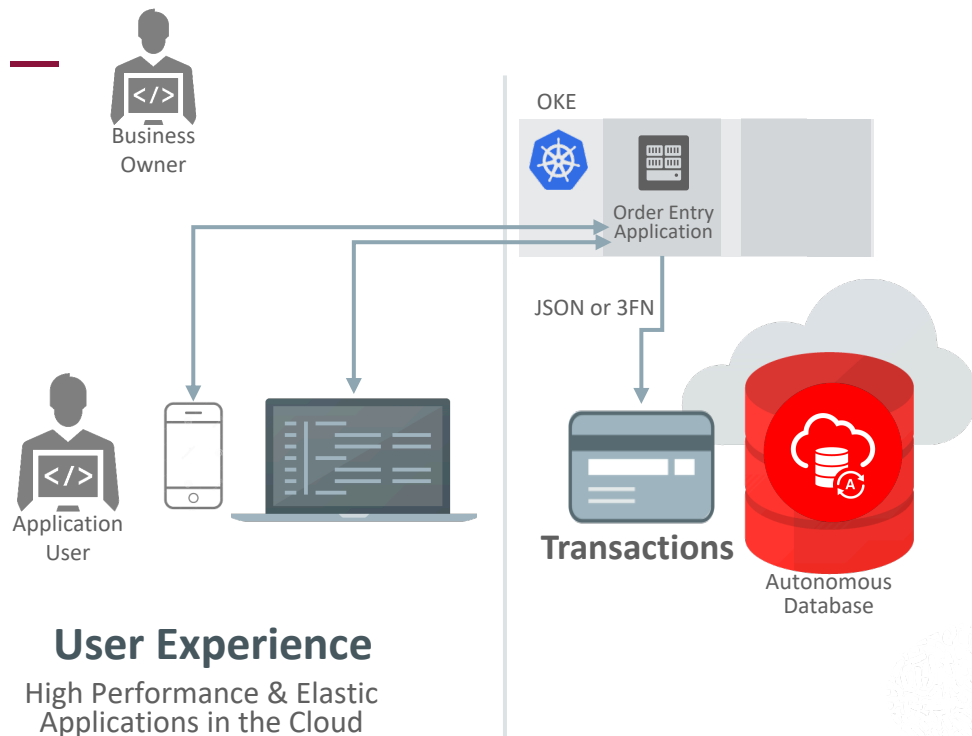 </>
Business
Owner
OKE
Order Entry
Application
JSON or 3FN
</>
Application
User
Transactions
A
Autonomous
Database
User Experience
High Performance & Elastic
Applications in the Cloud